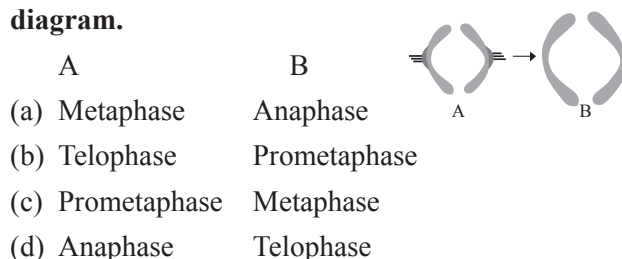 diagram.
A B
(a) Metaphase Anaphase
(b) Telophase Prometaphase
(c) Prometaphase Metaphase
(d) Anaphase Telophase
A B